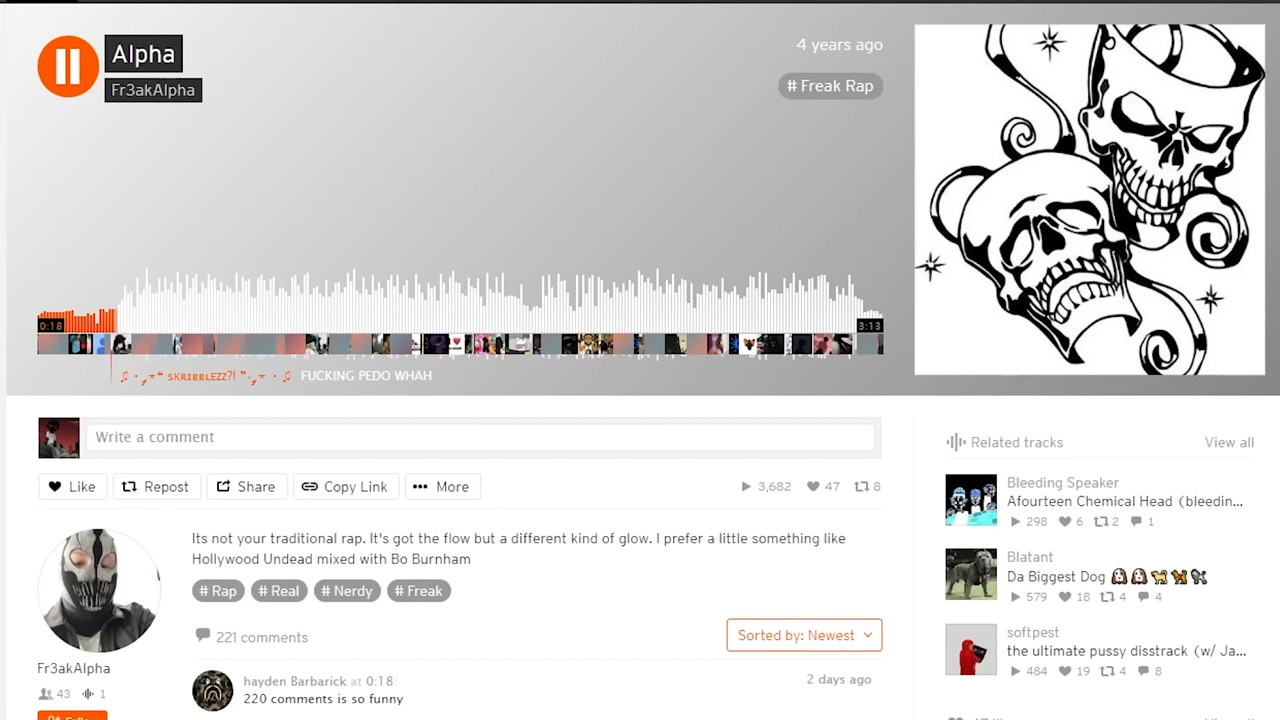 Alpha
Fr3akAlpha
4 years ago
# Freak Rap
0:18
3:13
♫ · ˏ₊❝ sᴋʀɪʙʙʟᴇᴢᴢ?! ❞ˎ₊ · ♫ FUCKING PEDO WHAH
Write a comment
Like
Repost
Share
Copy Link
More
3,682
47
8
Its not your traditional rap. It's got the flow but a different kind of glow. I prefer a little something like
Hollywood Undead mixed with Bo Burnham
# Rap
# Real
# Nerdy
# Freak
221 comments
Sorted by: Newest
Fr3akAlpha
43
1
hayden Barbarick at 0:18:
220 comments is so funny
2 days ago
Related tracks
View all
Bleeding Speaker
Afourteen Chemical Head (bleedin...
298 6 2 1
Blatant
Da Biggest Dog
579 18 4 4
softpest
the ultimate pussy disstrack (w/ Ja...
484 19 4 8